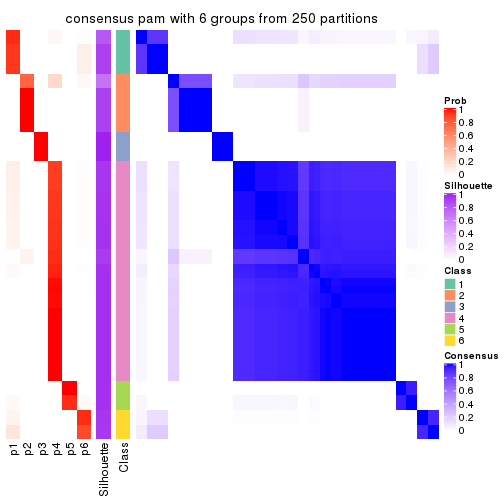 consensus pam with 6 groups from 250 partitions
Prob
1
0.8
0.6
0.4
0.2
0
Silhouette
1
0.8
0.6
0.4
0.2
0
Class
1
2
3
4
5
6
Consensus
1
0.8
0.6
0.4
0.2
0
p1
p2
p3
p4
p5
p6
Silhouette
Class